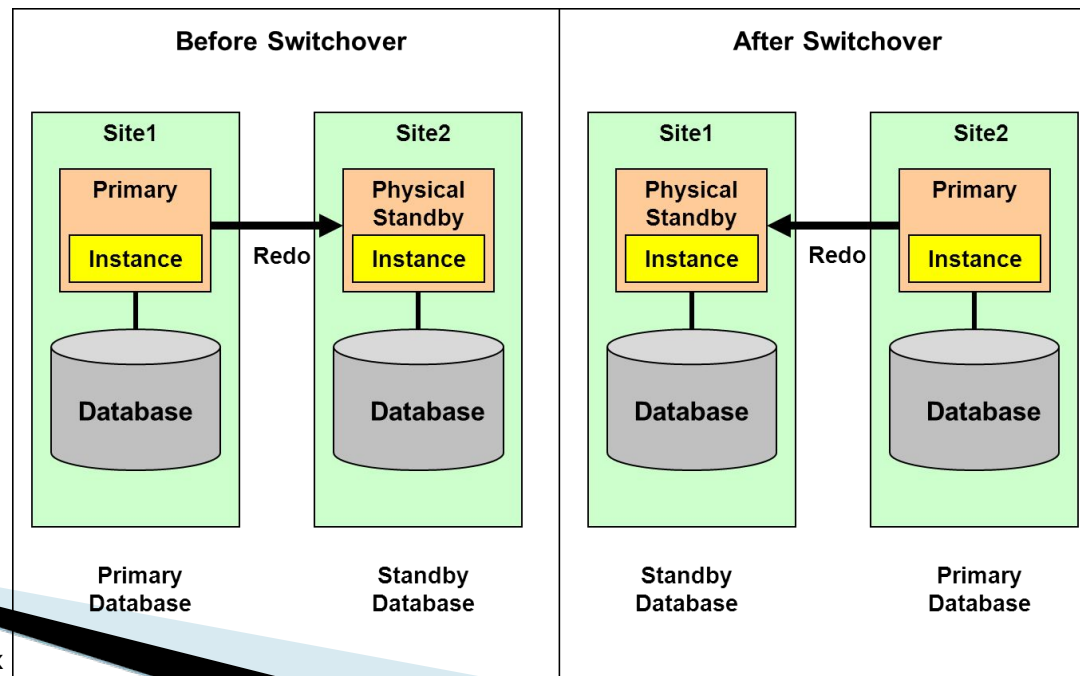 Before Switchover
Site1
Primary
Instance
Redo
Database
Primary
Database
Site2
Physical
Standby
Instance
Database
Standby
Database
After Switchover
Site1
Physical
Standby
Instance
Redo
Database
Standby
Database
Site2
Primary
Instance
Database
Primary
Database